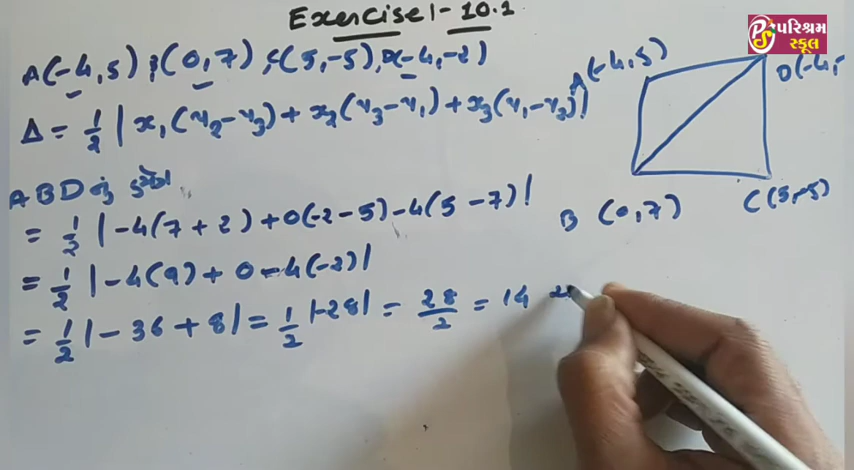 Exercise:- 10.1
પરિશ્રમ
સ્કૂલ
A(-4,5) B(0,7) C(5,-5), D(-4,-2)
A(-4,5)
D(-4,
Δ = 1/2 | x₁(y₂-y₃) + x₂(y₃-y₁) + x₃(y₁-y₂) |
ABD નું
= 1/2 |-4(7+2) + 0(-2-5) -4(5-7)|
B (0,7)
C(5,-5)
= 1/2 |-4(9) + 0 -4(-2)|
= 1/2 |-36+8| = 1/2 |-28| = 28/2 = 14